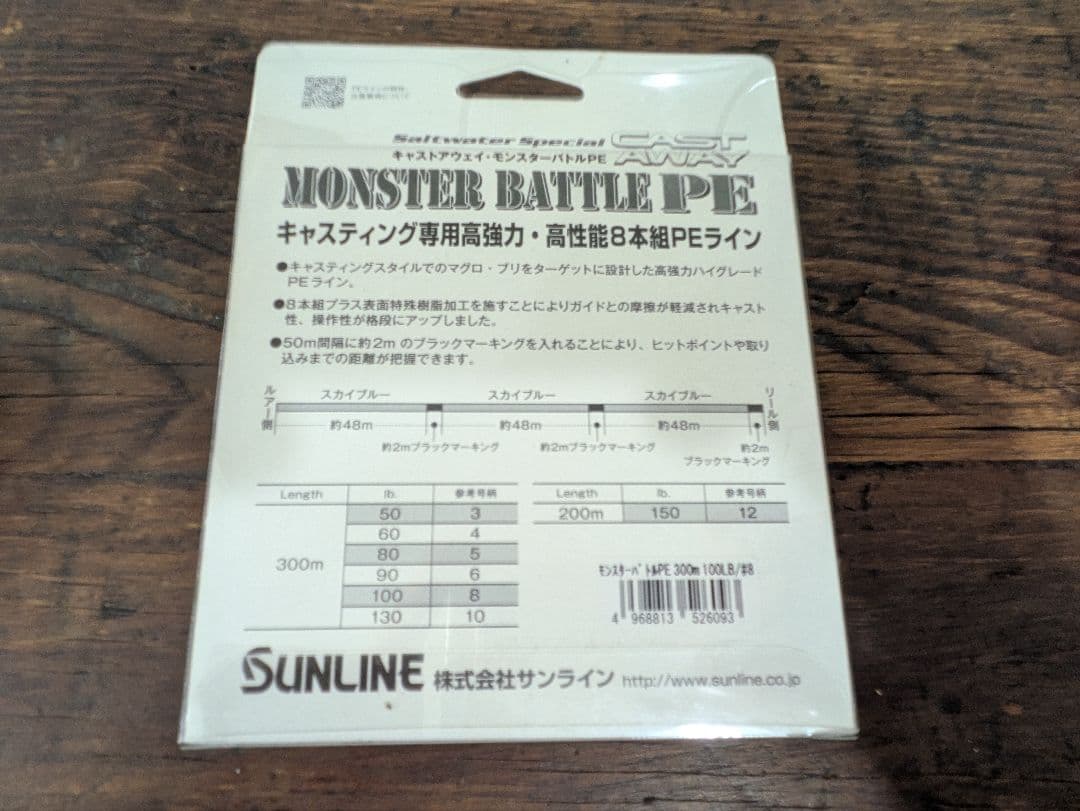 PEラインの特性、
注意事項について
Saltwater Special CAST AWAY
キャストアウェイ・モンスターバトルPE
MONSTER BATTLE PE
キャスティング専用高強力・高性能8本組PEライン
●キャスティングスタイルでのマグロ・ブリをターゲットに設計した高強力ハイグレード
PEライン。
●8本組プラス表面特殊樹脂加工を施すことによりガイドとの摩擦が軽減されキャスト
性、操作性が格段にアップしました。
●50m間隔に約2mのブラックマーキングを入れることにより、ヒットポイントや取り
込みまでの距離が把握できます。
ルアー側 スカイブルー スカイブルー スカイブルー リール側
約48m 約48m 約48m
約2mブラックマーキング 約2mブラックマーキング 約2m
ブラックマーキング
Length lb. 参考号柄
300m
50 3
60 4
80 5
90 6
100 8
130 10
Length lb. 参考号柄
200m 150 12
モンスターバトルPE 300m 100LB/#8
4 968813 526093
SUNLINE 株式会社サンライン http://www.sunline.co.jp